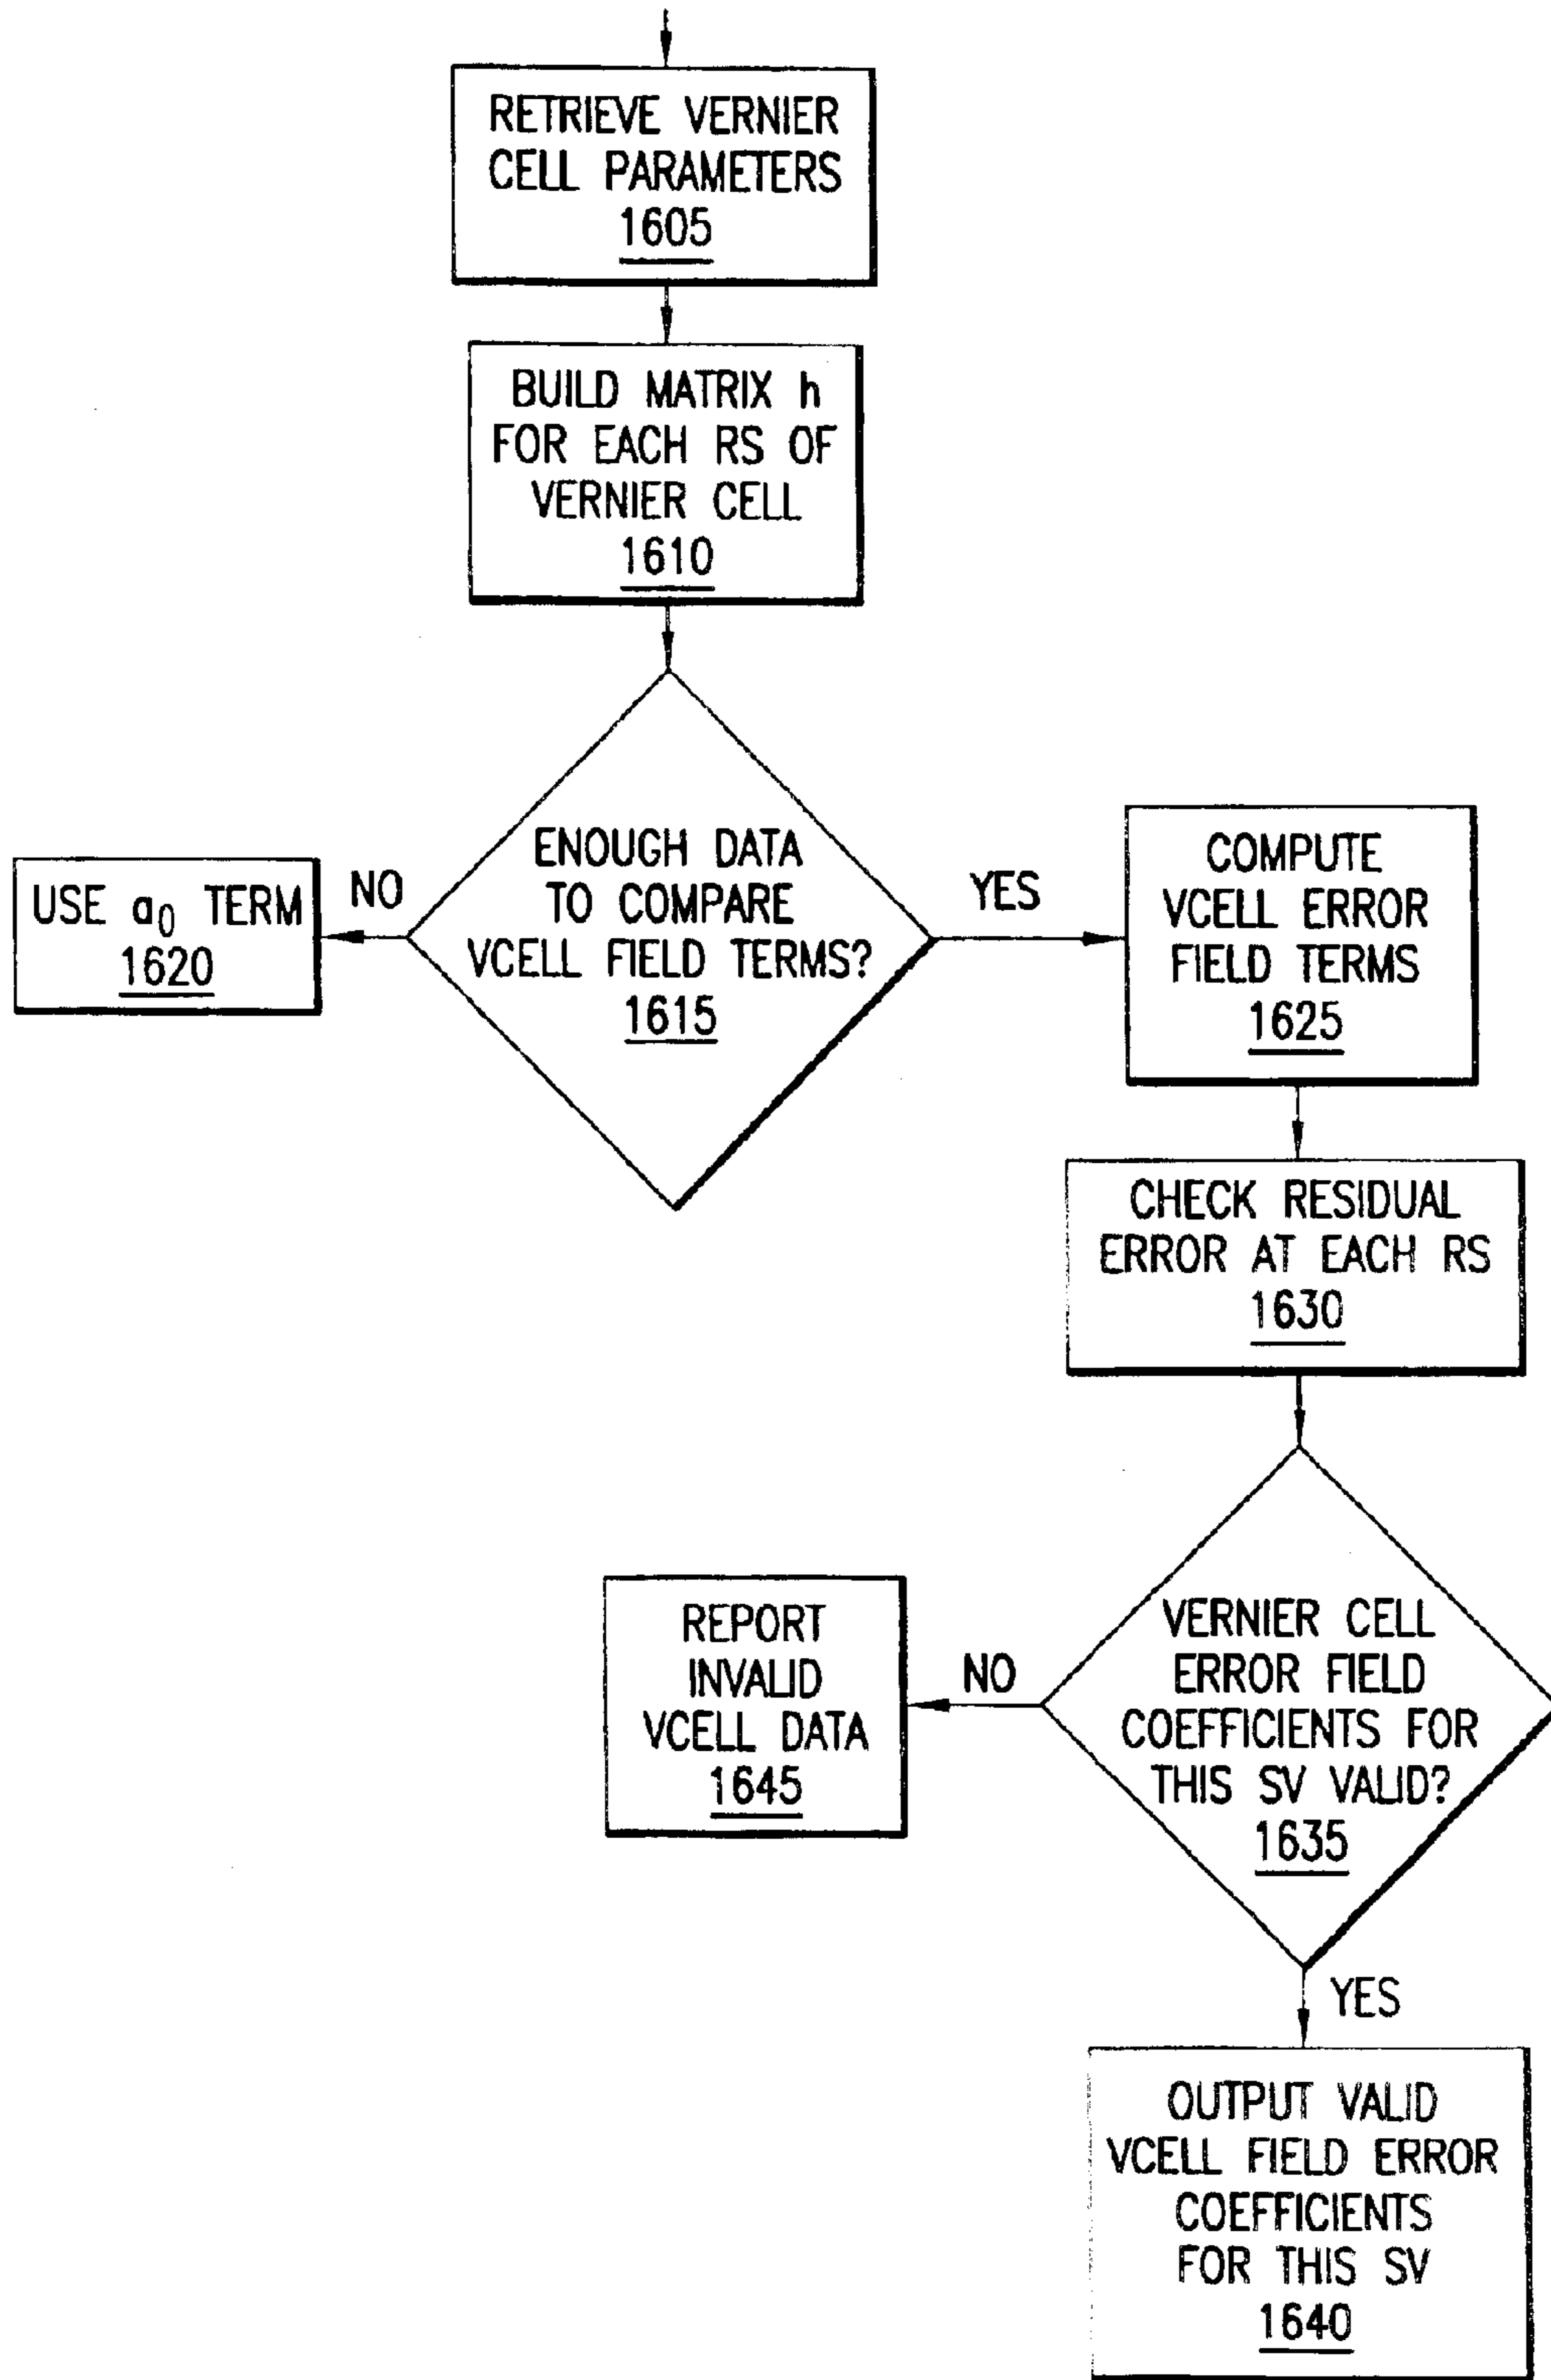 RETRIEVE VERNIER
CELL PARAMETERS
1605
BUILD MATRIX h
FOR EACH RS OF
VERNIER CELL
1610
ENOUGH DATA
TO COMPARE
VCELL FIELD TERMS?
1615
NO
USE a₀ TERM
1620
YES
COMPUTE
VCELL ERROR
FIELD TERMS
1625
CHECK RESIDUAL
ERROR AT EACH RS
1630
VERNIER CELL
ERROR FIELD
COEFFICIENTS FOR
THIS SV VALID?
1635
NO
REPORT
INVALID
VCELL DATA
1645
YES
OUTPUT VALID
VCELL FIELD ERROR
COEFFICIENTS
FOR THIS SV
1640